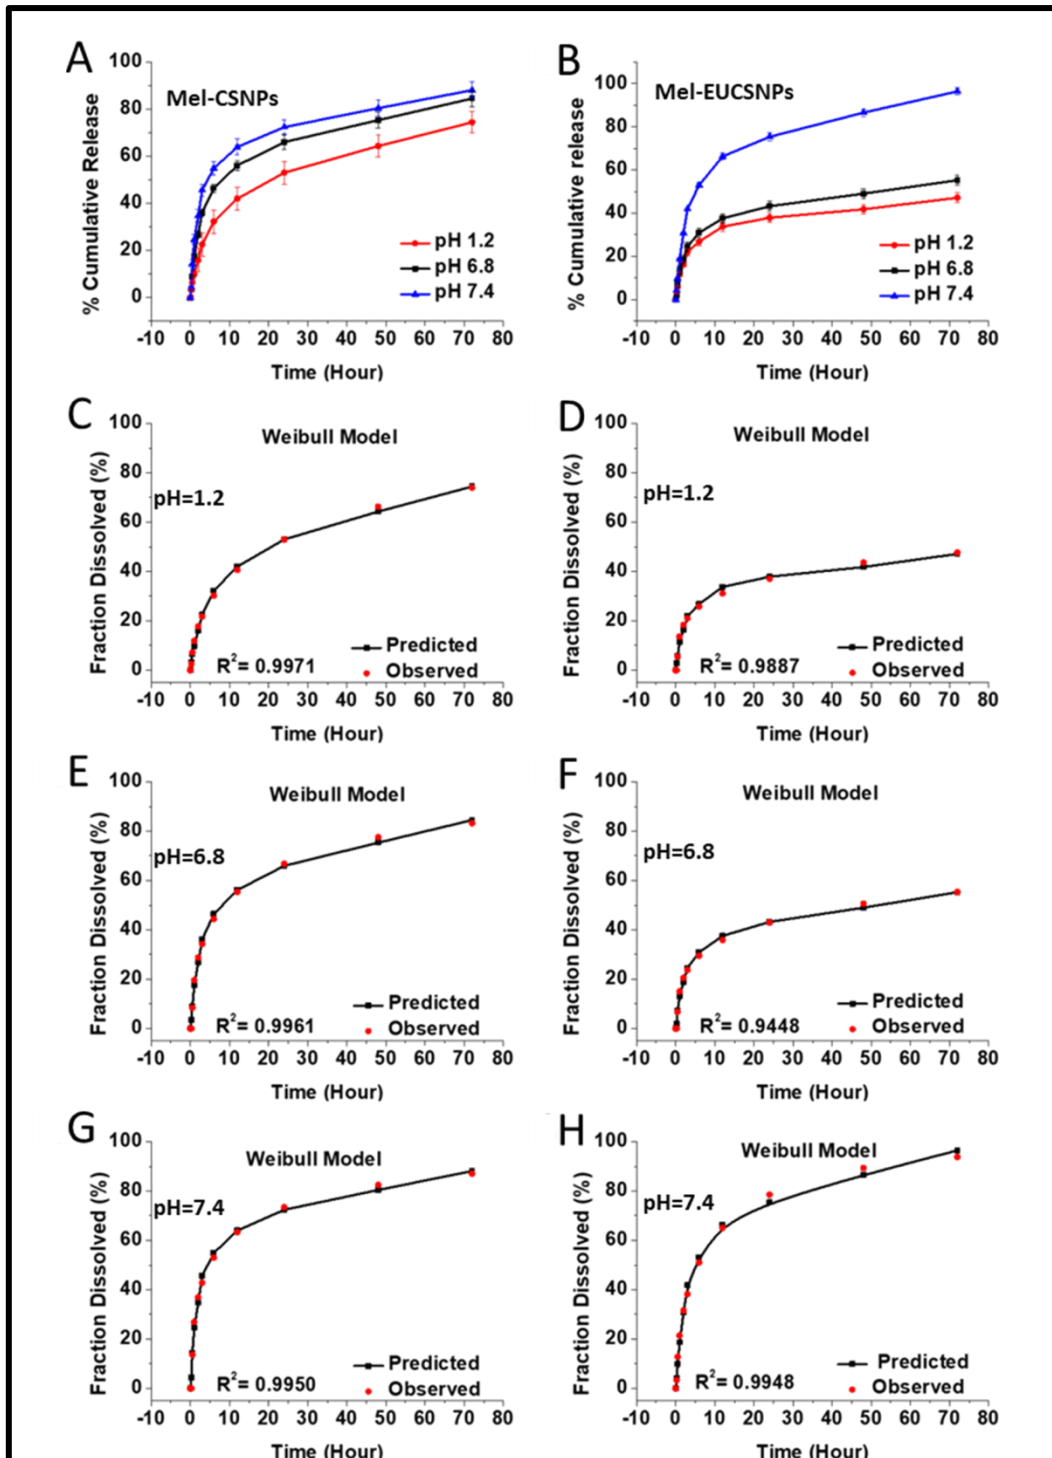 A
B
Mel-CSNPs
Mel-EUCSNPs
% Cumulative Release
100
80
60
40
20
0
pH 1.2
pH 6.8
pH 7.4
-10 0 10 20 30 40 50 60 70 80
Time (Hour)
% Cumulative release
100
80
60
40
20
0
pH 1.2
pH 6.8
pH 7.4
-10 0 10 20 30 40 50 60 70 80
Time (Hour)
C
Weibull Model
pH=1.2
Fraction Dissolved (%)
100
80
60
40
20
0
Predicted
R²= 0.9971 Observed
-10 0 10 20 30 40 50 60 70 80
Time (Hour)
D
Weibull Model
pH=1.2
Fraction Dissolved (%)
100
80
60
40
20
0
Predicted
R²= 0.9887 Observed
-10 0 10 20 30 40 50 60 70 80
Time (Hour)
E
Weibull Model
pH=6.8
Fraction Dissolved (%)
100
80
60
40
20
0
Predicted
R²= 0.9961 Observed
-10 0 10 20 30 40 50 60 70 80
Time (Hour)
F
Weibull Model
pH=6.8
Fraction Dissolved (%)
100
80
60
40
20
0
Predicted
R²= 0.9448 Observed
-10 0 10 20 30 40 50 60 70 80
Time (Hour)
G
Weibull Model
pH=7.4
Fraction Dissolved (%)
100
80
60
40
20
0
Predicted
R²= 0.9950 Observed
-10 0 10 20 30 40 50 60 70 80
Time (Hour)
H
Weibull Model
pH=7.4
Fraction Dissolved (%)
100
80
60
40
20
0
Predicted
R²= 0.9948 Observed
-10 0 10 20 30 40 50 60 70 80
Time (Hour)